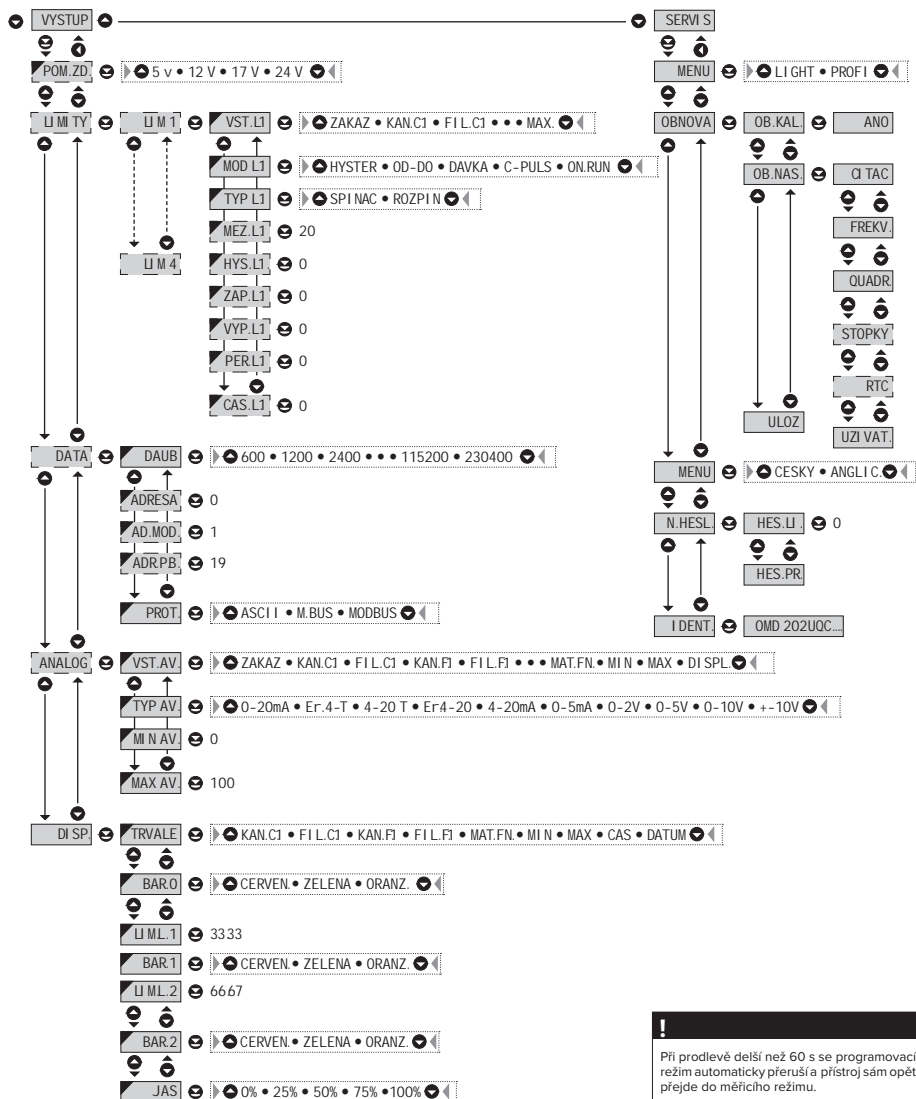 VYSTUP
POM.ZD. 5 v • 12 V • 17 V • 24 V
LIMITY LIM 1 VST.L1 ZAKAZ • KAN.C1 • FIL.C1 • • • MAX.
MOD L1 HYSTER • OD-DO • DAVKA • C-PULS • ON.RUN
TYP L1 SPINAC • ROZPIN
MEZ.L1 20
LIM 4 HYS.L1. 0
ZAP.L1 0
VYP.L1 0
PER.L1 0
CAS.L1 0
DATA DAUB 600 • 1200 • 2400 • • • 115200 • 230400
ADRESA 0
AD.MOD. 1
ADR.P.B. 19
PROT. ASCII • M.BUS • MODBUS
ANALOG VST.AV. ZAKAZ • KAN.C1 • FIL.C1 • KAN.F1 • FIL.F1 • • • MAT.FN. • MIN • MAX • DISPL.
TYP AV. 0-20mA • Er.4-T • 4-20 T • Er4-20 • 4-20mA • 0-5mA • 0-2V • 0-5V • 0-10V • +-10V
MIN AV. 0
MAX AV. 100
DISP. TRVALE KAN.C1 • FIL.C1 • KAN.F1 • FIL.F1 • MAT.FN. • MIN • MAX • CAS • DATUM
BAR.0 CERVEN. • ZELENA • ORANZ.
LIM.L.1 33.33
BAR.1 CERVEN. • ZELENA • ORANZ.
LIM.L.2 66.67
BAR.2 CERVEN. • ZELENA • ORANZ.
JAS 0% • 25% • 50% • 75% •100%
SERVIS
MENU LIGHT • PROFI
OBNOVA OB.KAL. ANO
OB.NAS. CITAC
FREKV.
QUADR.
STOPKY
RTC
ULOZ UZIVAT.
MENU CESKY • ANGLIC.
N.HESL. HES.LI. 0
HES.PR.
IDENT. OMD 202UQC....
!
Při prodlevě delší než 60 s se programovací
režim automaticky přeruší a přístroj sám opět
přejde do měřicího režimu.